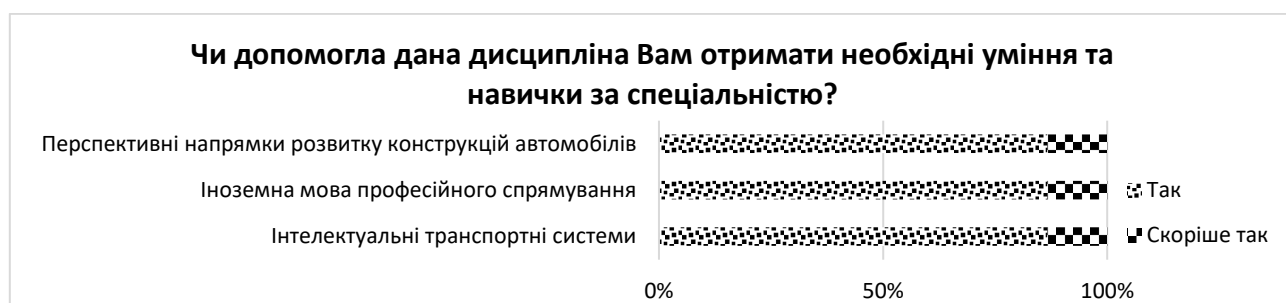 Чи допомогла дана дисципліна Вам отримати необхідні уміння та
навички за спеціальністю?
Перспективні напрямки розвитку конструкцій автомобілів
Іноземна мова професійного спрямування
Інтелектуальні транспортні системи
Так
Скоріше так
0%
50%
100%